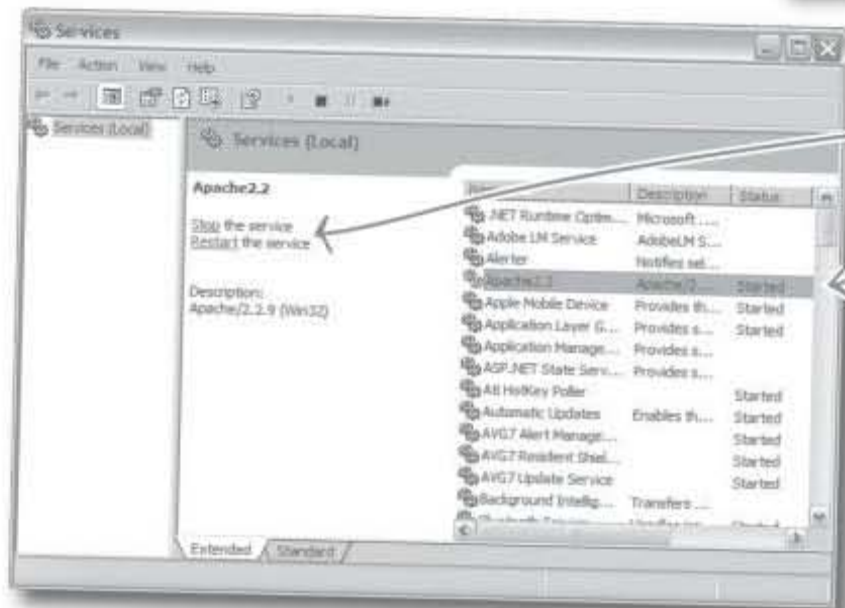 Services
File Action View Help
Services (Local)
Services (Local)
Apache2.2
Stop the service
Restart the service
Description:
Apache/2.2.9 (Win32)
Description Status
.NET Runtime Optim... Microsoft ....
Adobe LM Service AdobeLM S...
Alerter Notifies sel...
Apache2.2 Apache/2.... Started
Apple Mobile Device Provides th... Started
Application Layer G... Provides s... Started
Application Manage... Provides s...
ASP.NET State Serv... Provides s...
Ati HotKey Poller Started
Automatic Updates Enables th... Started
AVG7 Alert Manage... Started
AVG7 Resident Shiel... Started
AVG7 Update Service Started
Background Intellig... Transfers ...
Extended Standard